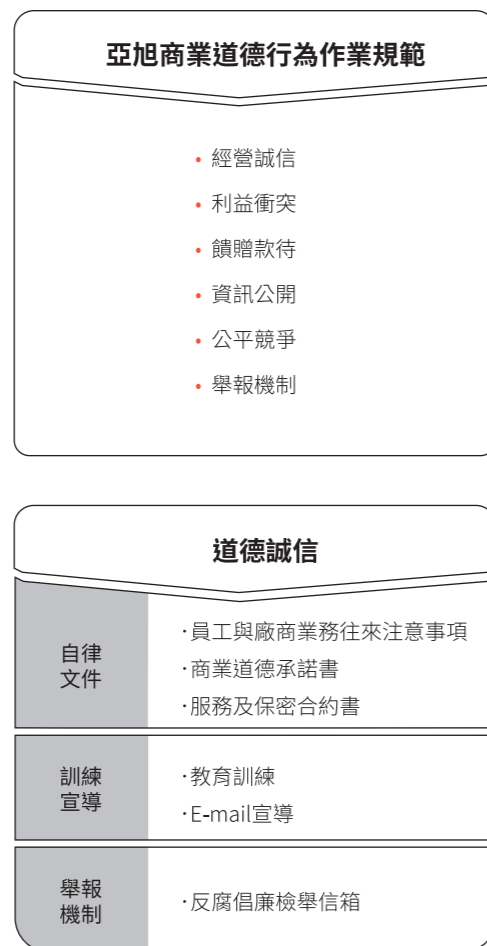 亞旭商業道德行為作業規範
• 經營誠信
• 利益衝突
• 饋贈款待
• 資訊公開
• 公平競爭
• 舉報機制
道德誠信
自律
文件
·員工與廠商業務往來注意事項
·商業道德承諾書
·服務及保密合約書
訓練
宣導
·教育訓練
·E-mail宣導
舉報
機制
·反腐倡廉檢舉信箱